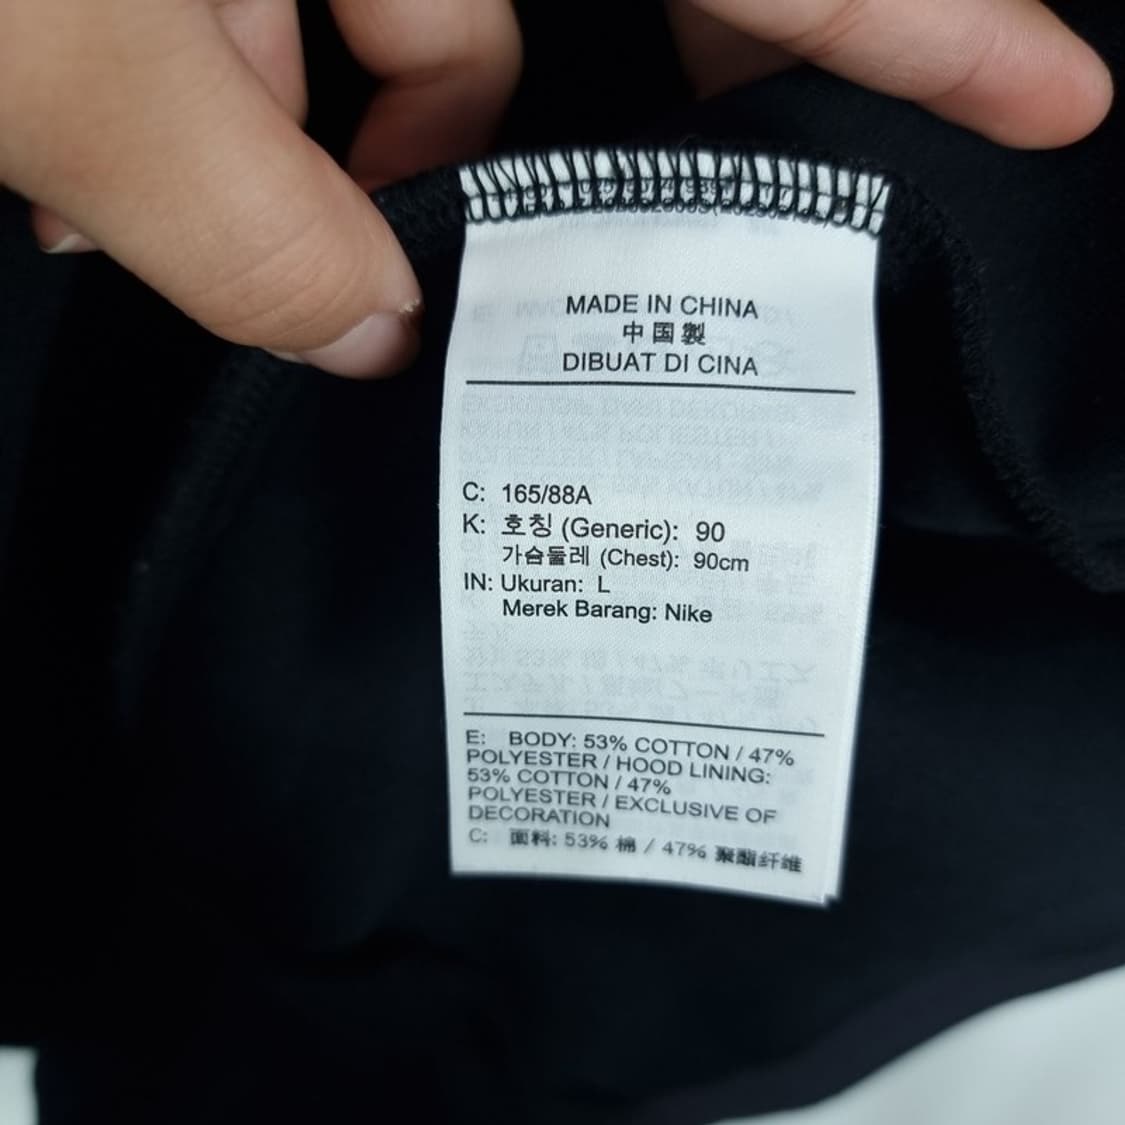 MADE IN CHINA
中国製
DIBUAT DI CINA
C: 165/88A
K: 호칭 (Generic): 90
가슴둘레 (Chest): 90cm
IN: Ukuran: L
Merek Barang: Nike
E: BODY: 53% COTTON / 47%
POLYESTER / HOOD LINING:
53% COTTON / 47%
POLYESTER / EXCLUSIVE OF
DECORATION
C: 面料: 53% 棉 / 47% 聚酯纤维